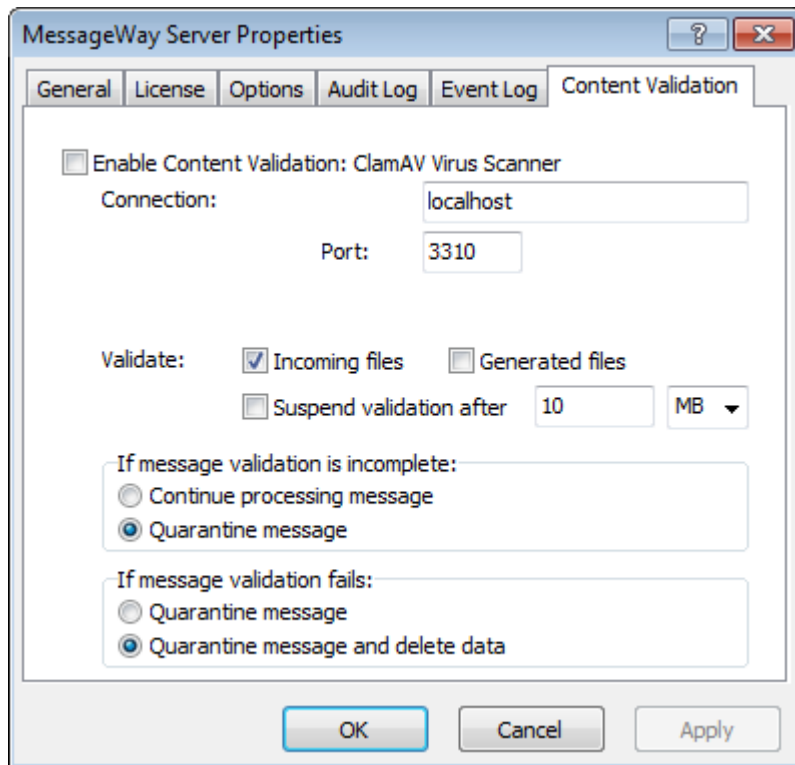 MessageWay Server Properties
?
General License Options Audit Log Event Log Content Validation
Enable Content Validation: ClamAV Virus Scanner
Connection: localhost
Port: 3310
Validate: Incoming files Generated files
Suspend validation after 10 MB
If message validation is incomplete:
Continue processing message
Quarantine message
If message validation fails:
Quarantine message
Quarantine message and delete data
OK Cancel Apply